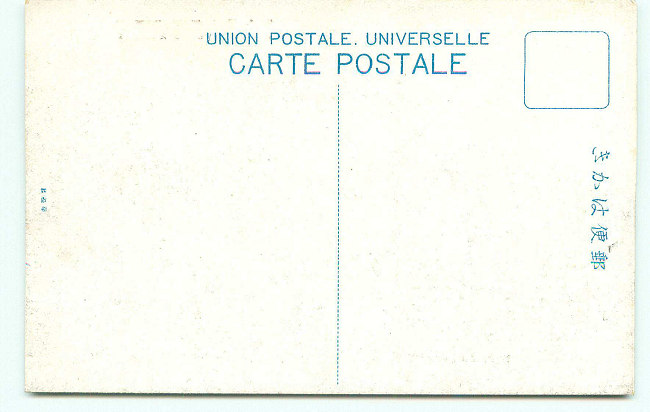 UNION POSTALE. UNIVERSELLE
CARTE POSTALE
郵便はかき